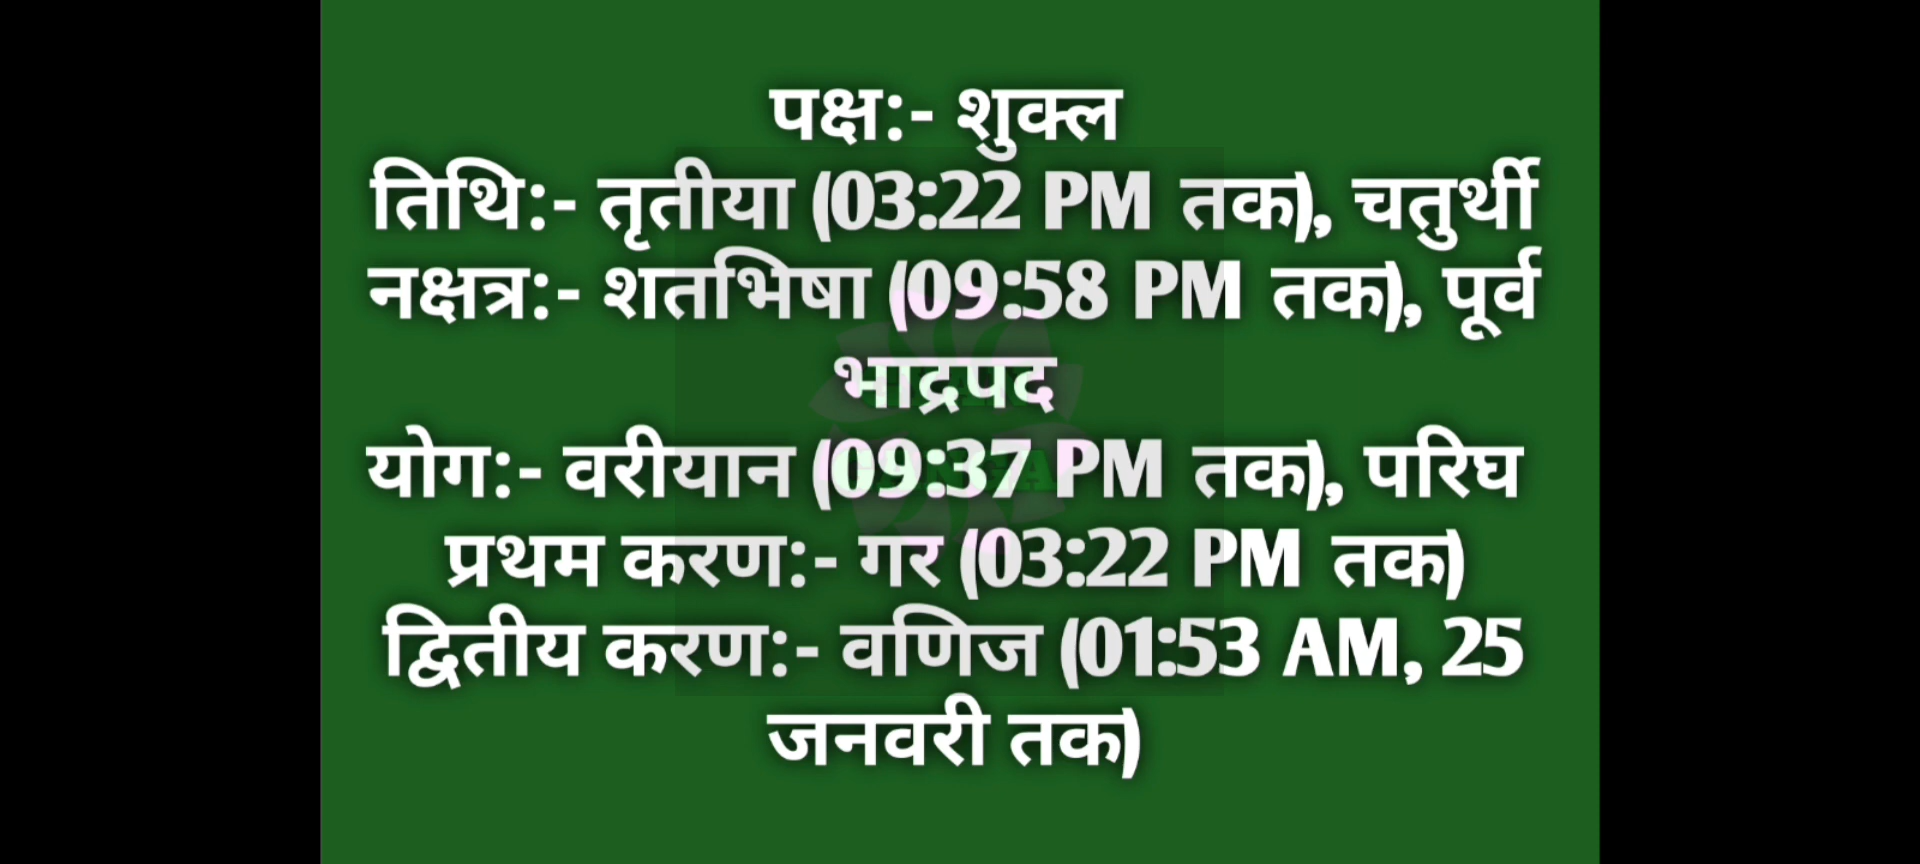 पक्ष:- शुक्ल
तिथि:- तृतीया (03:22 PM तक), चतुर्थी
नक्षत्र:- शतभिषा (09:58 PM तक), पूर्व
भाद्रपद
योग:- वरीयान (09:37 PM तक), परिघ
प्रथम करण:- गर (03:22 PM तक)
द्वितीय करण:- वणिज (01:53 AM, 25
जनवरी तक)